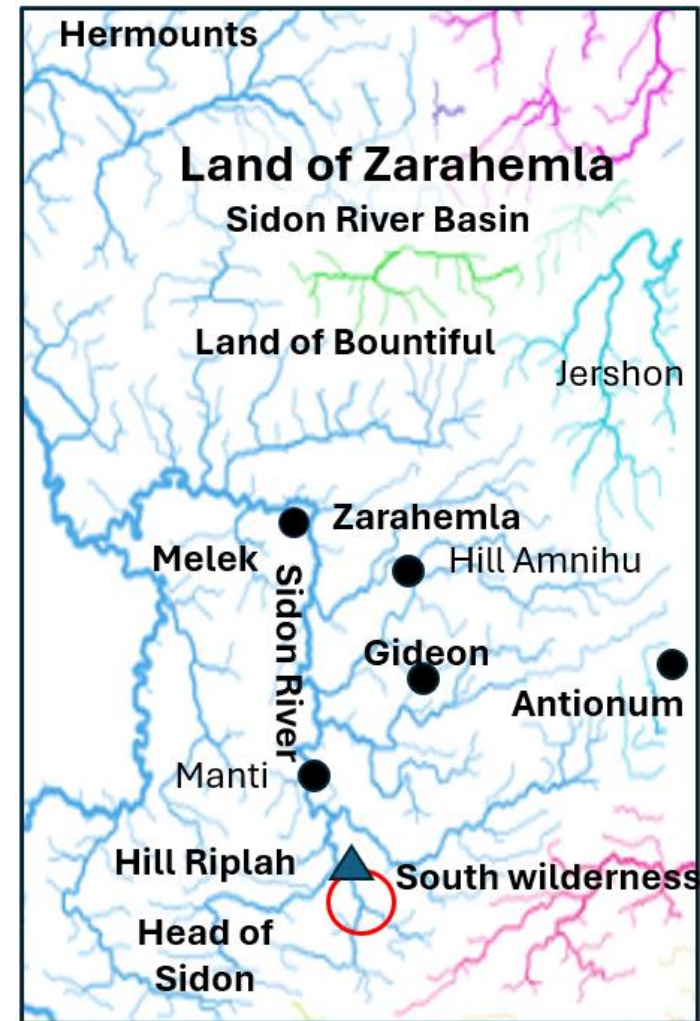 Hermounts
Land of Zarahemla
Sidon River Basin
Land of Bountiful
Jershon
Zarahemla
Melek
Hill Amnihu
Sidon River
Gideon
Antionum
Manti
Hill Riplah
South wilderness
Head of
Sidon